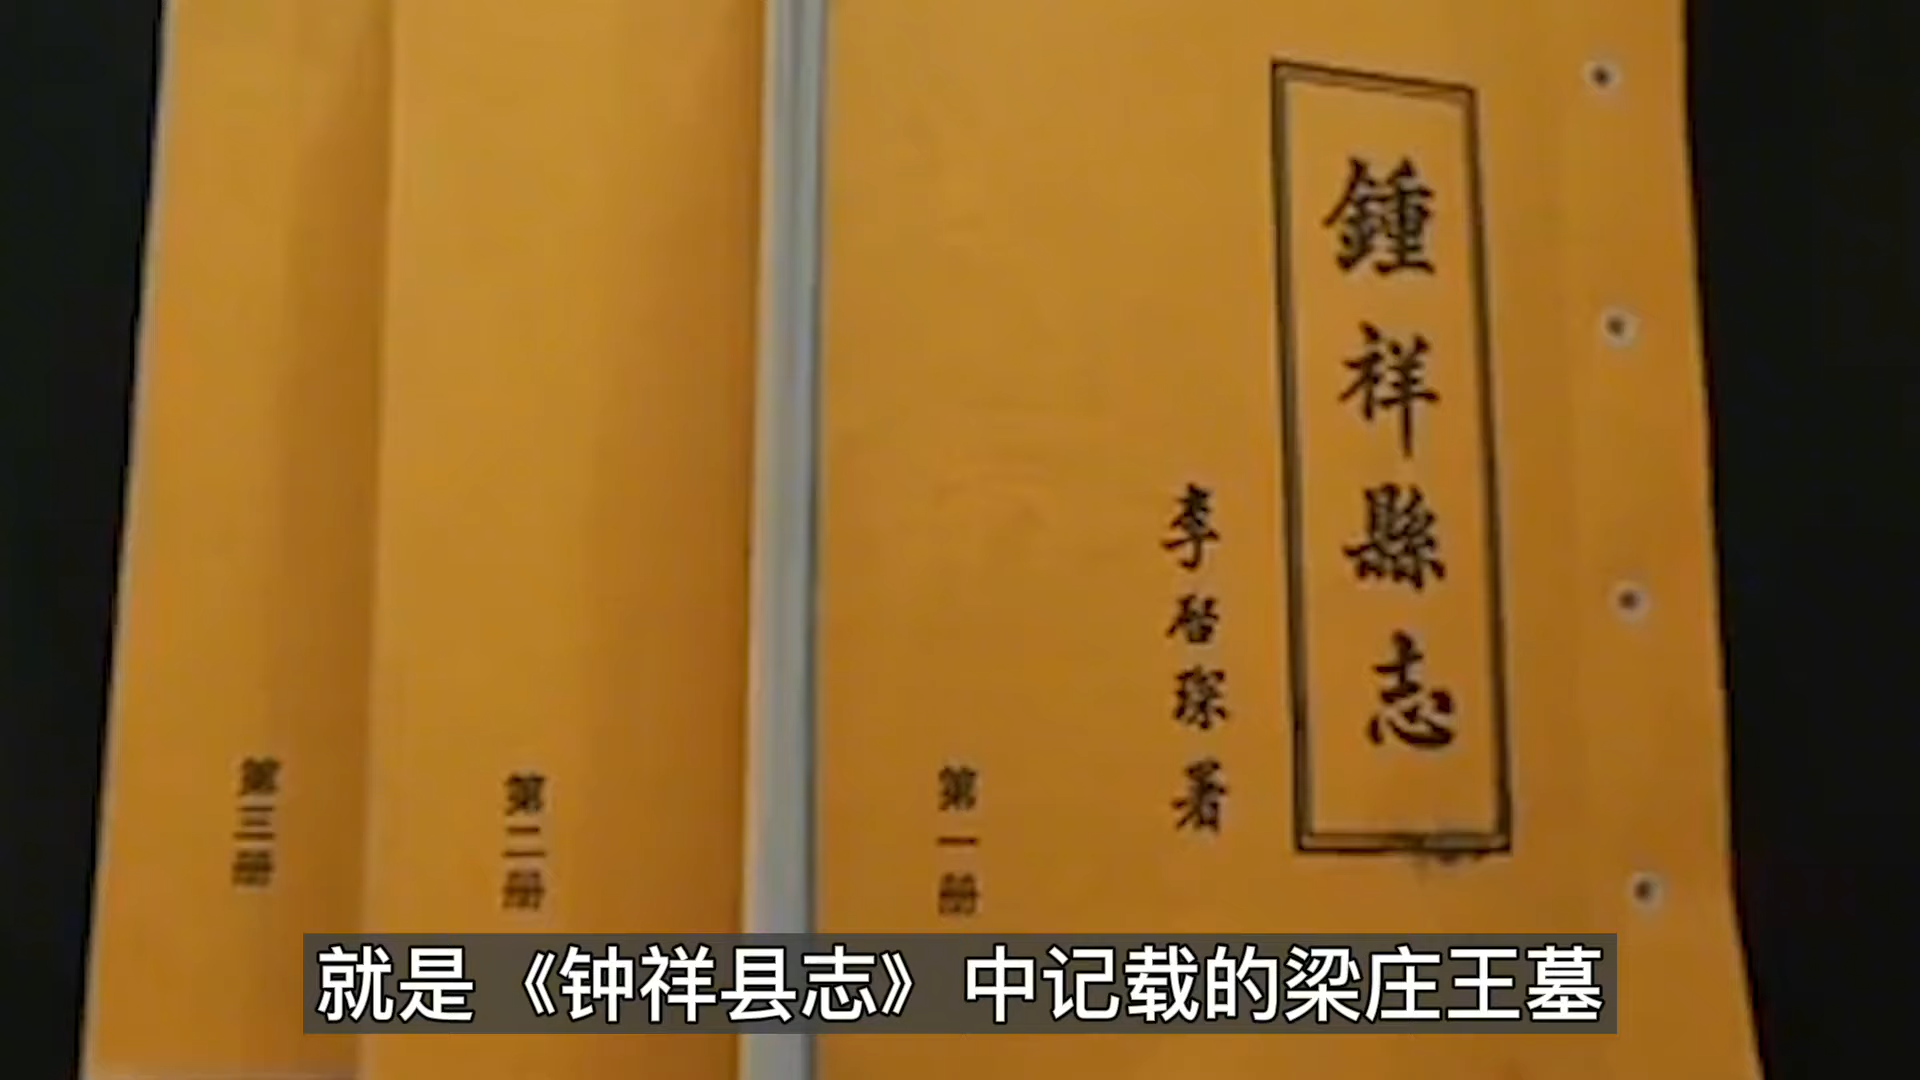 鍾祥縣志
李啓琛署
第一册
第二册
第三册
就是《钟祥县志》中记载的梁庄王墓